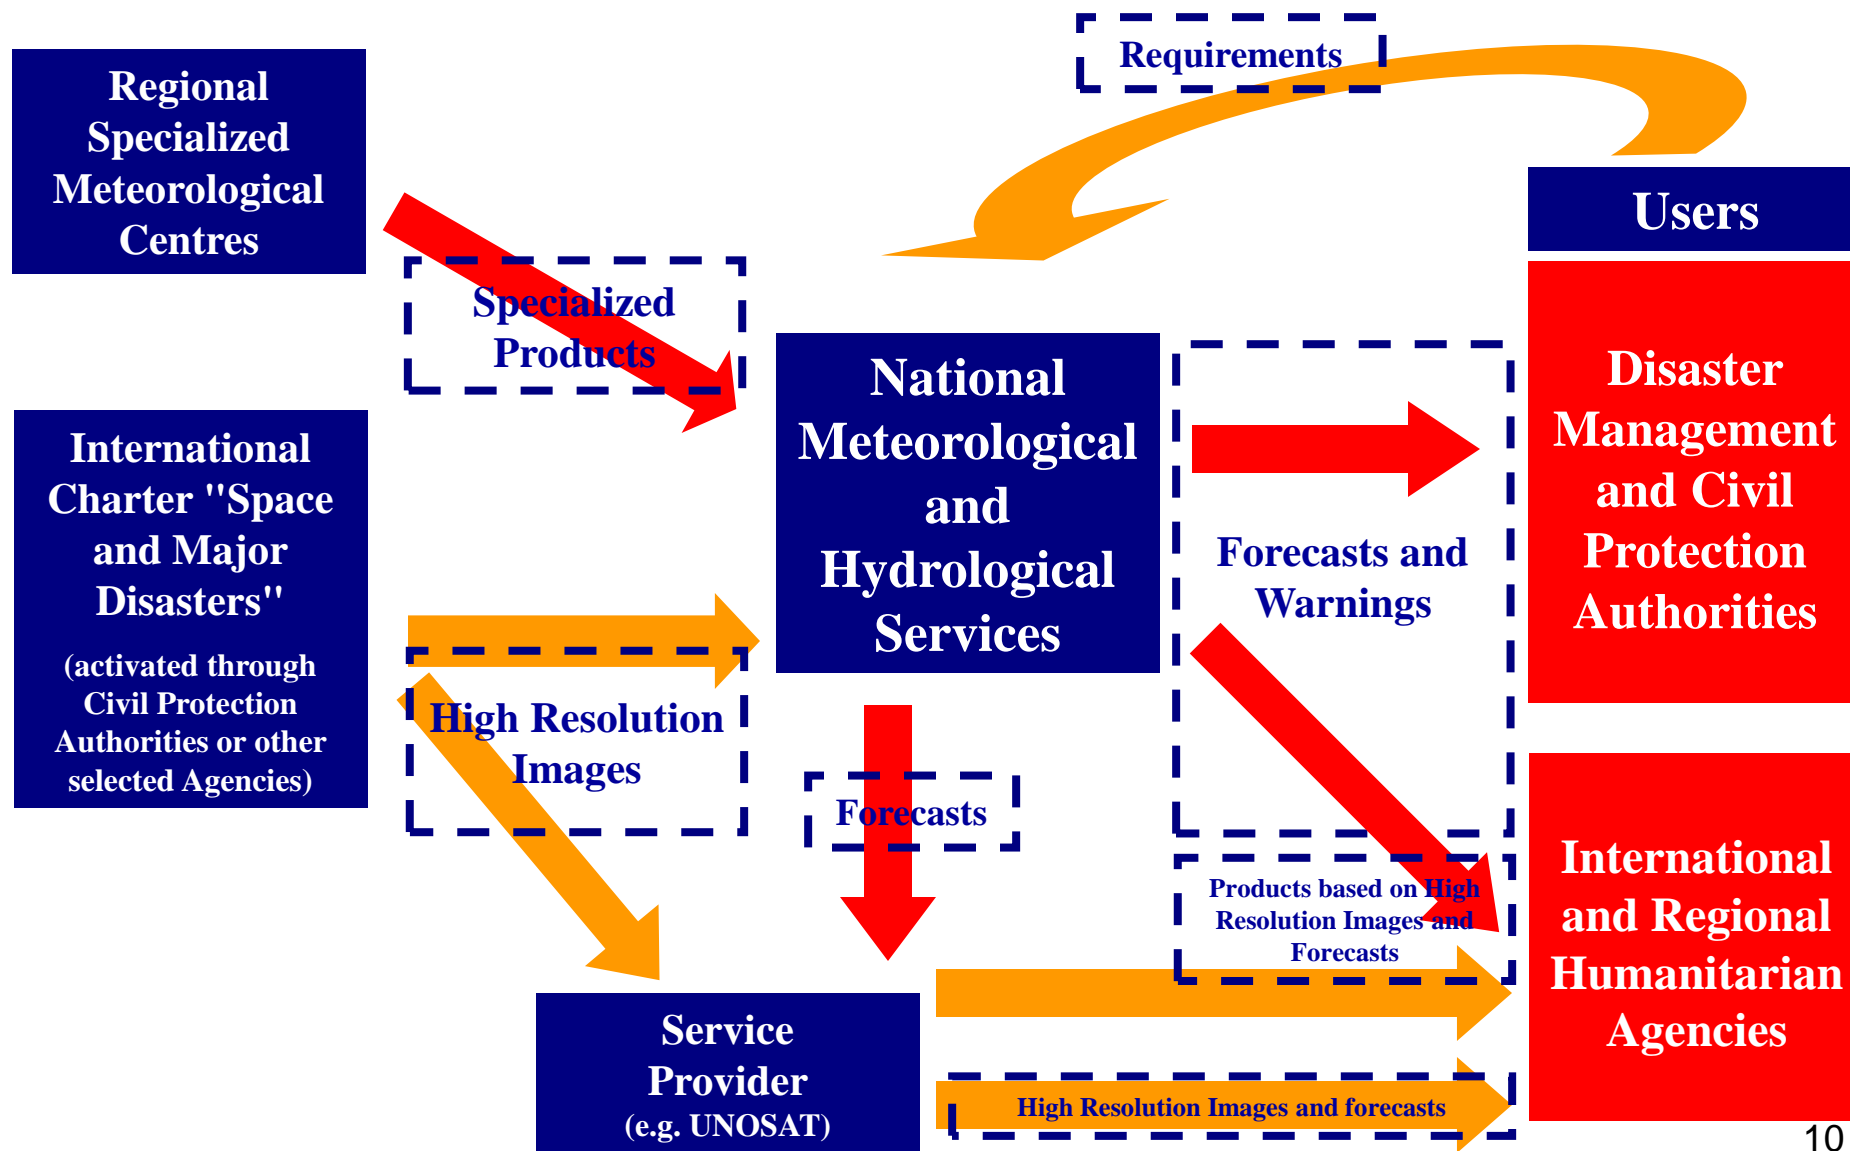 Requirements
Regional
Specialized
Meteorological
Centres
Users
Specialized
Products
National
Meteorological
and
Hydrological
Services
Disaster
Management
and Civil
Protection
Authorities
International
Charter "Space
and Major
Disasters"
(activated through
Civil Protection
Authorities or other
selected Agencies)
Forecasts and
Warnings
High Resolution
Images
Forecasts
Products based on High
Resolution Images and
Forecasts
International
and Regional
Humanitarian
Agencies
Service
Provider
(e.g. UNOSAT)
High Resolution Images and forecasts
10